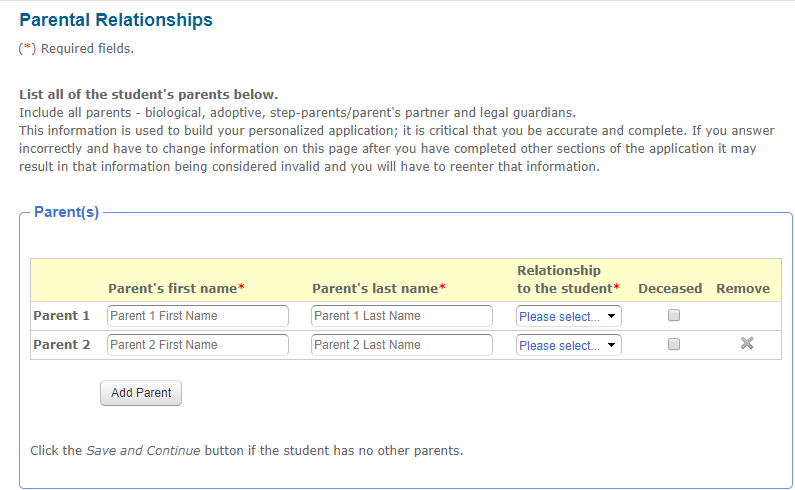 Parental Relationships
(*) Required fields.
List all of the student's parents below.
Include all parents - biological, adoptive, step-parents/parent's partner and legal guardians.
This information is used to build your personalized application; it is critical that you be accurate and complete. If you answer
incorrectly and have to change information on this page after you have completed other sections of the application it may
result in that information being considered invalid and you will have to reenter that information.
Parent(s)
Parent's first name* Parent's last name* Relationship to the student* Deceased Remove
Parent 1 Parent 1 First Name Parent 1 Last Name Please select...
Parent 2 Parent 2 First Name Parent 2 Last Name Please select...
Add Parent
Click the Save and Continue button if the student has no other parents.